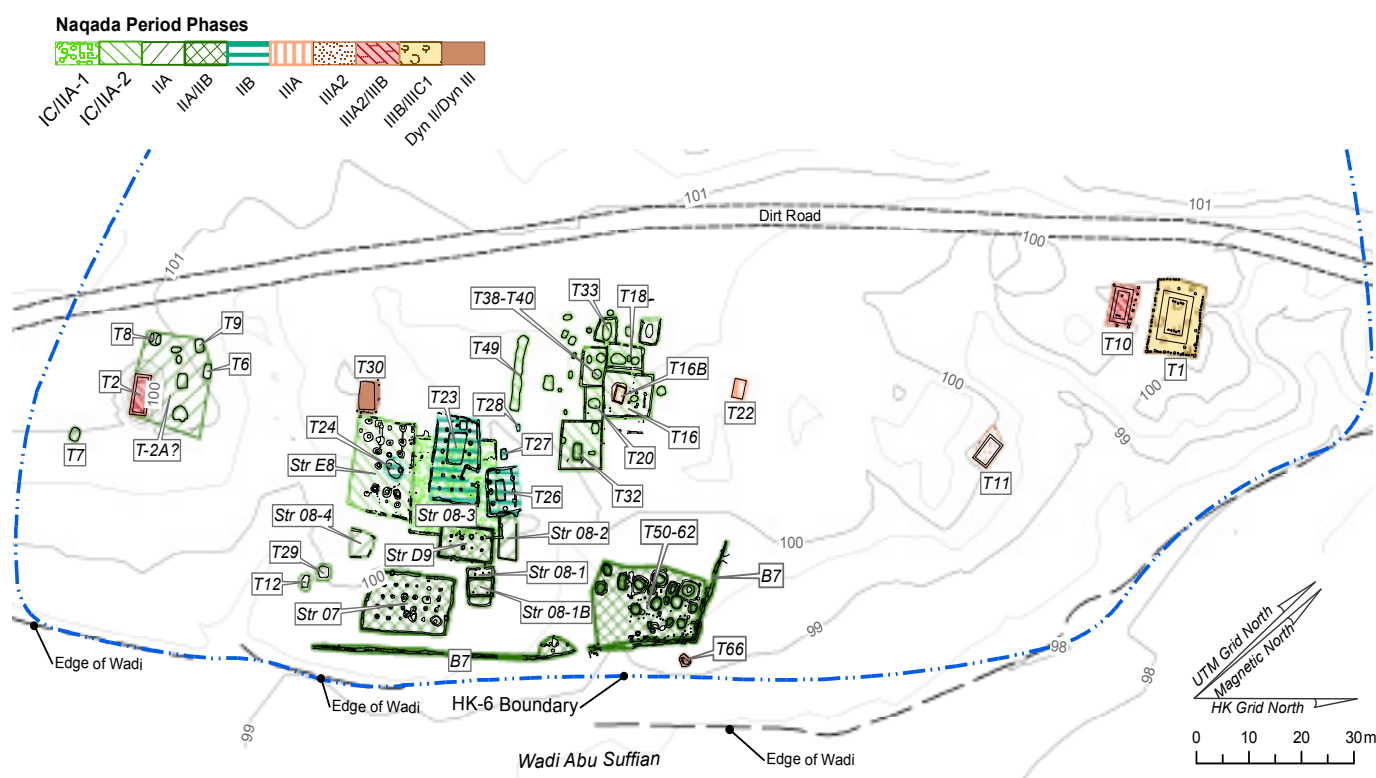 Naqada Period Phases
IC/IIA-1
IC/IIA-2
IIA
IIA/IIB
IIB
IIIA
IIIA2
IIIA2/IIIB
IIIB/IIIC1
Dyn II/Dyn III
101
101
Dirt Road
100
101
T38-T40
T33
T18-
T8
T9
T49
T10
T1
T6
T2
100
T30
T16B
T23
T28
T22
100
100
T24
T27
T16
99
T7
T-2A?
Str E8
T20
T26
T32
T11
Str 08-4
Str 08-3
Str 08-2
T50-62
100
Str D9
T29
Str 08-1
B7
T12
100
Str 07
Str 08-1B
99
B7
T66
98
98
Edge of Wadi
Edge of Wadi
HK-6 Boundary
99
Wadi Abu Suffian
Edge of Wadi
UTM Grid North
Magnetic North
HK Grid North
0 10 20 30m